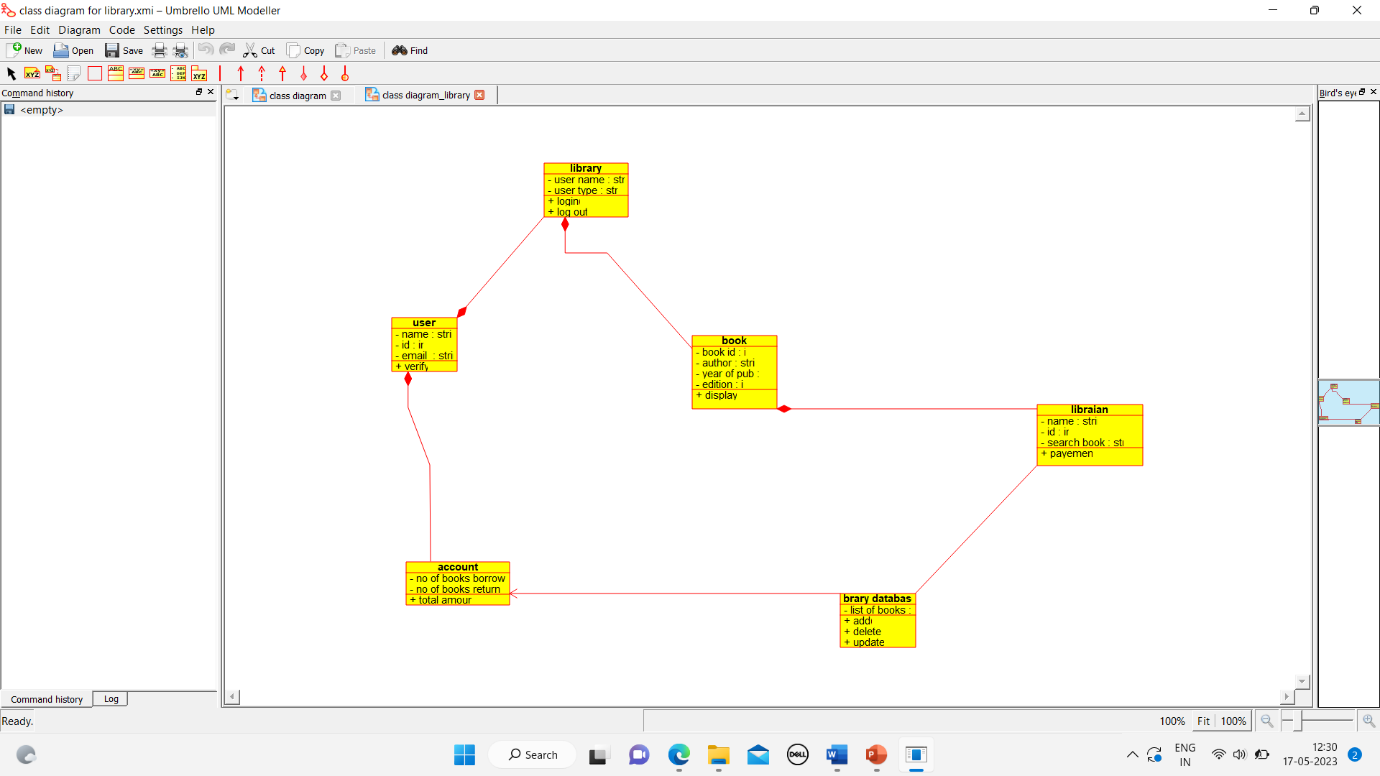 class diagram for library.xmi – Umbrello UML Modeller
File Edit Diagram Code Settings Help
New Open Save Cut Copy Paste Find
Command history
class diagram
class diagram_library
Bird's eye
<empty>
library
- user name : str
- user type : str
+ login
+ log out
user
- name : stri
- id : ir
- email : stri
+ verify
book
- book id : i
- author : stri
- year of pub :
- edition : i
+ display
libraian
- name : stri
- id : ir
- search book : stri
+ paymen
account
- no of books borrow
- no of books return
+ total amour
brary databas
- list of books :
+ add
+ delete
+ update
Command history Log
Ready.
100% Fit 100%
Search
DELL
ENG
IN
12:30
17-05-2023
2